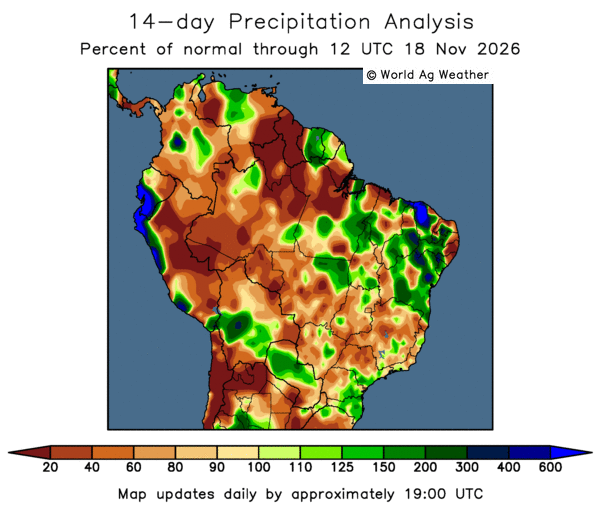 14-day Precipitation Analysis
Percent of normal through 12 UTC 18 Nov 2026
© World Ag Weather
20 40 60 80 90 100 110 125 150 200 300 400 600
Map updates daily by approximately 19:00 UTC